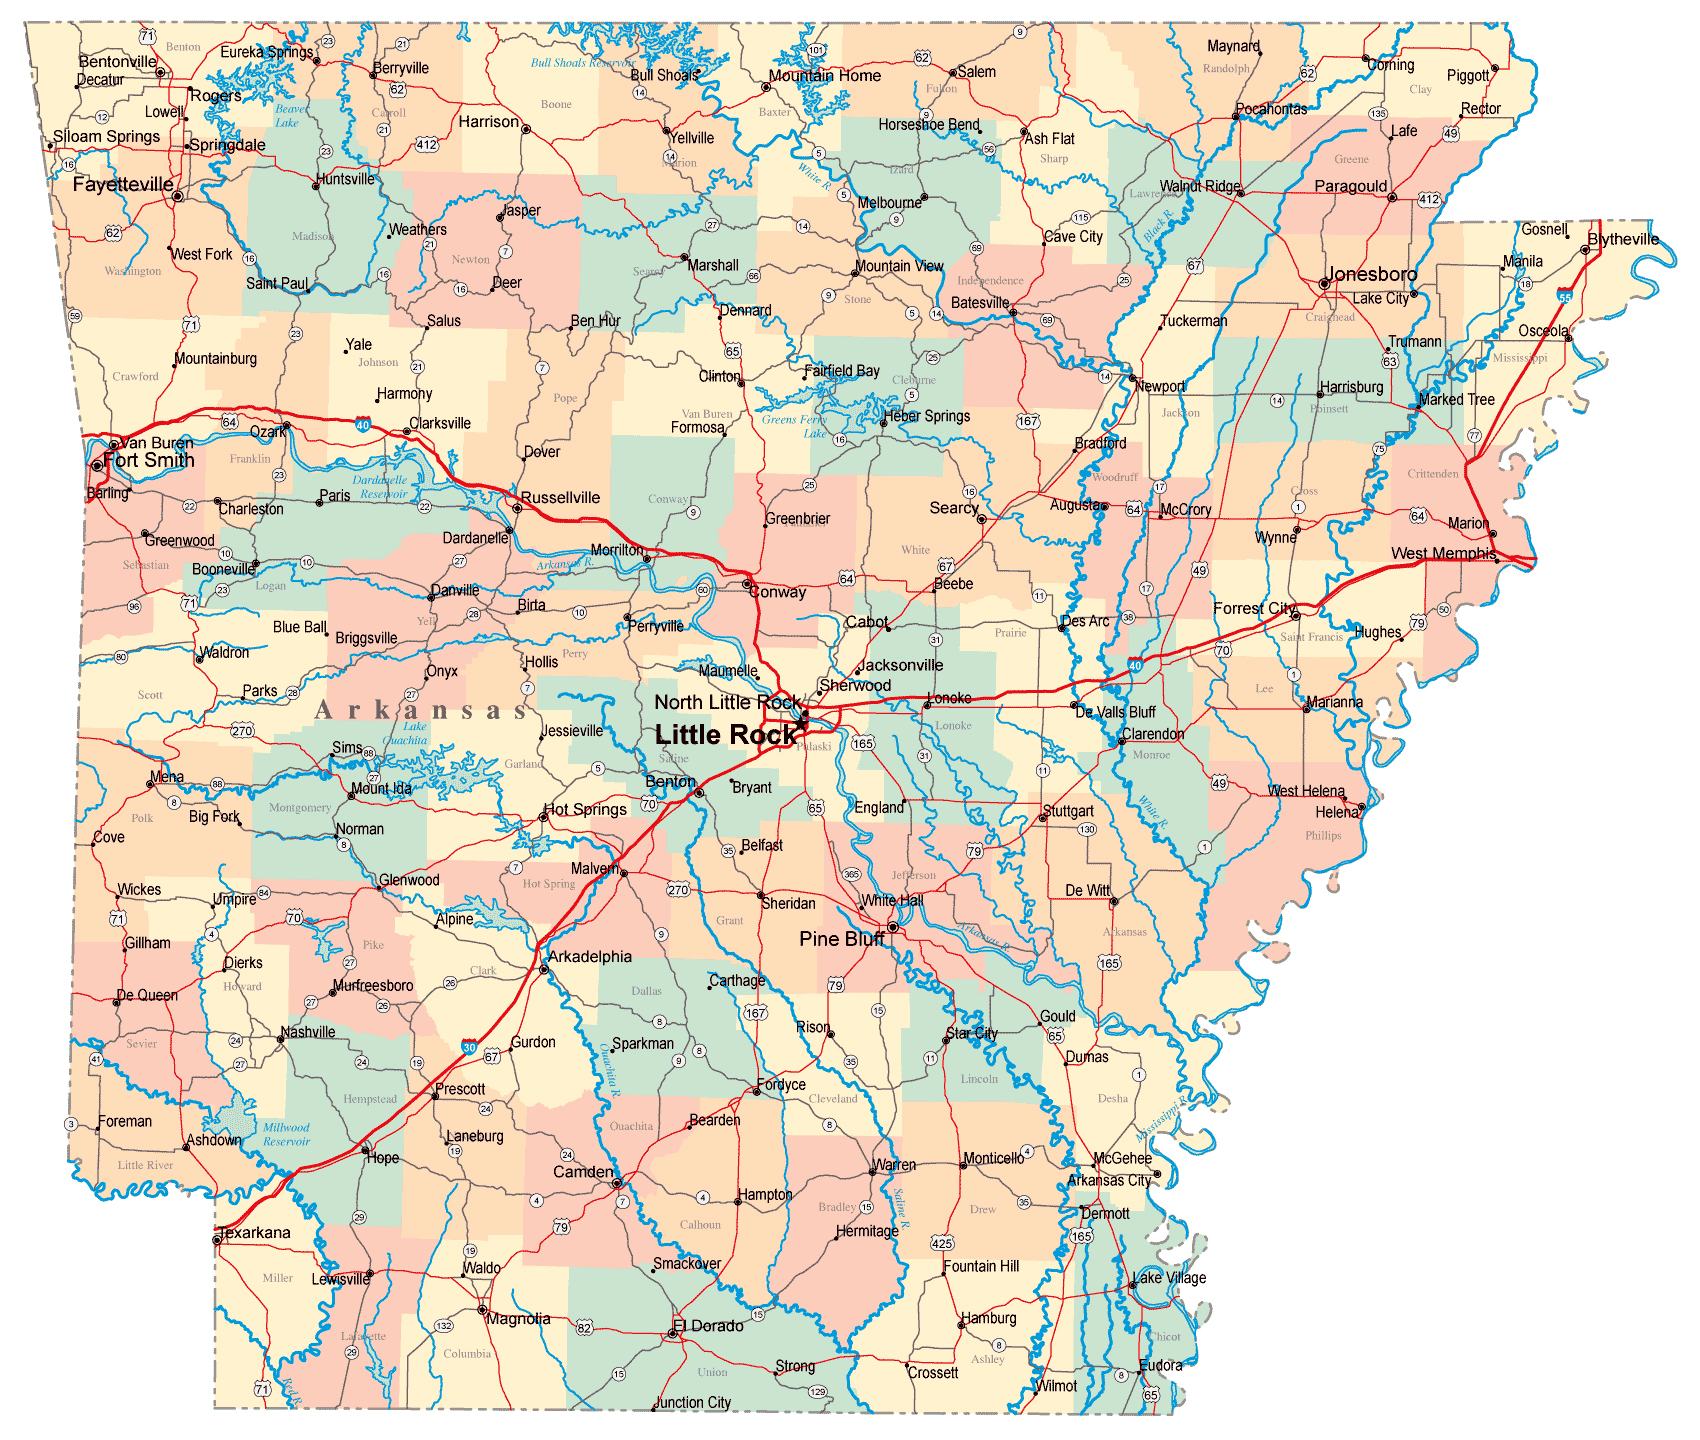 71
Benton
Bentonville
Decatur
Eureka Springs
23
21
Berryville
62
Bull Shoals Reservoir
Bull Shoals
14
101
Mountain Home
62
9
Salem
Fulton
Maynard
Randolph
62
Corning
Piggott
Clay
Rogers
Lowell
12
Beaver
Lake
Carroll
Boone
Baxter
Pocahontas
135
Rector
Siloam Springs
Springdale
16
21
412
Harrison
Yellville
14
Marion
Horseshoe Bend
9
56
Ash Flat
Sharp
5
Lafe
49
Greene
Fayetteville
23
Huntsville
White R.
Izard
5
Melbourne
9
Lawrence
Walnut Ridge
Paragould
412
Jasper
62
Washington
West Fork
Madison
Weathers
21
Newton
7
27
14
115
Black R.
Cave City
69
Gosnell
Blytheville
16
Saint Paul
16
16
Deer
Searcy
Marshall
66
Mountain View
Stone
9
Independence
25
67
Jonesboro
Manila
18
55
59
71
23
Salus
Ben Hur
Dennard
5
14
Batesville
69
Tuckerman
Lake City
Craighead
Osceola
Mountainburg
Yale
Johnson
21
65
25
Trumann
63
Mississippi
Crawford
Harmony
7
Pope
Clinton
Fairfield Bay
Cleburne
5
14
Newport
Jackson
14
Harrisburg
Poinsett
Marked Tree
64
40
Ozark
Clarksville
Van Buren
Formosa
Greers Ferry
Lake
16
Heber Springs
167
Bradford
77
75
Van Buren
Fort Smith
Franklin
23
Dover
Dardanelle
Reservoir
Barling
22
Charleston
Paris
22
Russellville
Conway
9
25
16
Searcy
Woodruff
17
Cross
1
Crittenden
Augusta
64
McCrory
64
Marion
Greenwood
Dardanelle
Greenbrier
White
Wynne
West Memphis
Sebastian
10
Booneville
10
Logan
27
Arkansas R.
Morrilton
67
49
71
23
Danville
60
Conway
64
Beebe
11
17
96
Birta
28
10
Forrest City
50
Blue Ball
Briggsville
Yell
Perryville
Cabot
Prairie
Des Arc
38
79
Hughes
Saint Francis
80
Waldron
Hollis
Perry
31
70
40
Onyx
Maumelle
Jacksonville
Scott
Parks
28
27
7
Sherwood
Lonoke
Lee
1
Arkansas
North Little Rock
De Valls Bluff
Marianna
270
Lake
Ouachita
Jessieville
Little Rock
Pulaski
165
Lonoke
Clarendon
Sims
88
Saline
31
Monroe
Mena
88
27
Garland
5
11
49
West Helena
Mount Ida
Benton
Bryant
Helena
8
Montgomery
70
65
England
Stuttgart
White R.
Phillips
Polk
Big Fork
Hot Springs
130
Cove
Norman
8
Belfast
35
79
1
7
Malvern
365
Jefferson
Wickes
84
Glenwood
Hot Spring
270
De Witt
Umpire
Sheridan
White Hall
71
70
Alpine
Grant
Gillham
4
Pike
9
Pine Bluff
Arkansas R.
Arkansas
Dierks
27
Clark
Arkadelphia
165
De Queen
Howard
27
Murfreesboro
26
Dallas
Carthage
79
15
Sevier
24
Nashville
8
167
Rison
Star City
Gould
65
41
27
24
19
30
67
Gurdon
Sparkman
9
8
35
11
Dumas
Ouachita R.
Fordyce
Lincoln
1
3
Foreman
Hempstead
Prescott
24
Cleveland
Desha
Millwood
Reservoir
Bearden
8
Mississippi R.
Ashdown
Laneburg
Ouachita
Little River
Hope
19
24
Camden
Warren
Monticello
4
McGehee
Arkansas City
4
7
4
Hampton
Saline R.
35
29
79
Calhoun
Bradley
15
Drew
Dermott
Texarkana
Hermitage
425
165
Miller
Lewisville
19
Waldo
Smackover
Fountain Hill
Lake Village
Magnolia
15
Lafayette
132
82
El Dorado
Hamburg
Chicot
29
Columbia
8
Ashley
71
Red R.
15
Union
Strong
129
Crossett
8
Eudora
Wilmot
65
Junction City